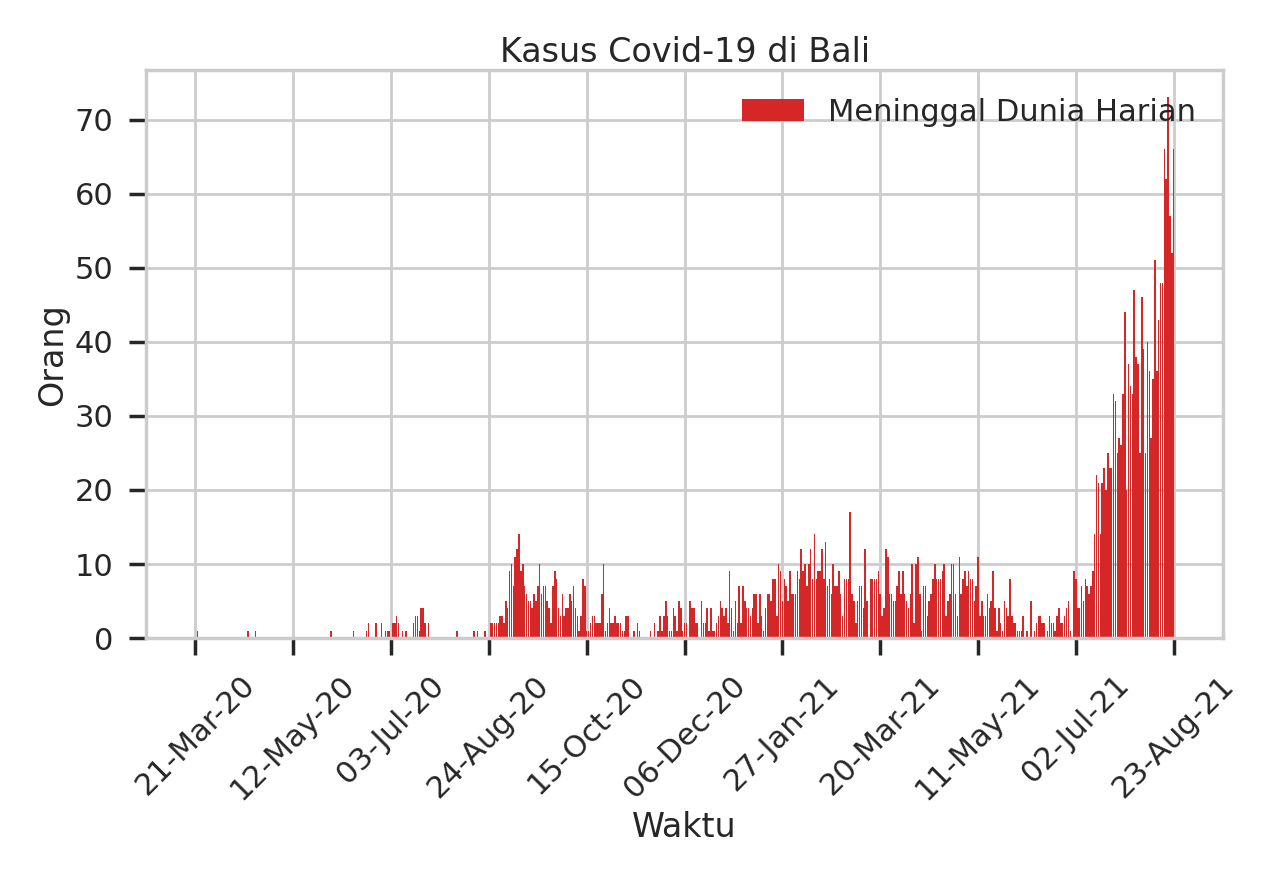 Kasus Covid-19 di Bali
Meninggal Dunia Harian
70
60
50
40
30
20
10
0
Orang
21-Mar-20
12-May-20
03-Jul-20
24-Aug-20
15-Oct-20
06-Dec-20
27-Jan-21
20-Mar-21
11-May-21
02-Jul-21
23-Aug-21
Waktu